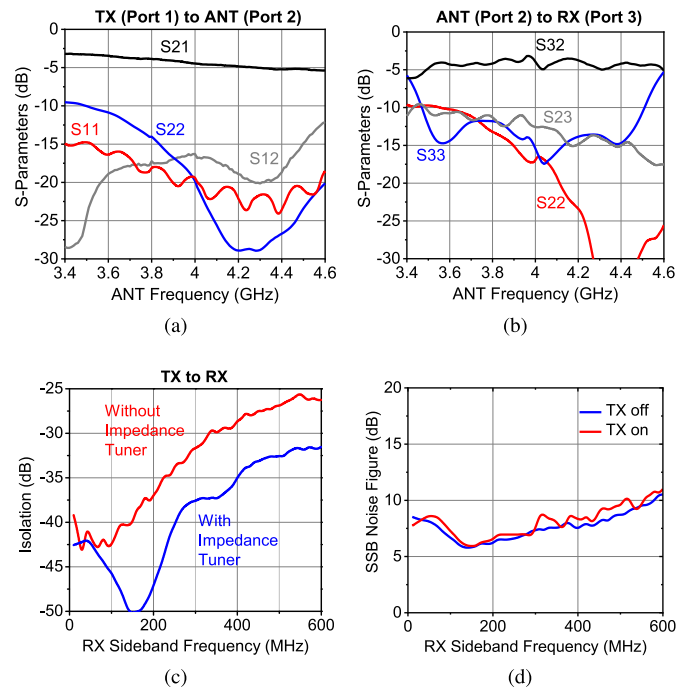 TX (Port 1) to ANT (Port 2)
0
-5
-10
-15
-20
-25
-30
S-Parameters (dB)
S21
S11
S22
S12
3.4 3.6 3.8 4 4.2 4.4 4.6
ANT Frequency (GHz)
(a)
ANT (Port 2) to RX (Port 3)
0
-5
-10
-15
-20
-25
-30
S-Parameters (dB)
S32
S23
S33
S22
3.4 3.6 3.8 4 4.2 4.4 4.6
ANT Frequency (GHz)
(b)
TX to RX
-25
-30
-35
-40
-45
-50
Isolation (dB)
Without
Impedance
Tuner
With
Impedance
Tuner
0 200 400 600
RX Sideband Frequency (MHz)
(c)
20
15
10
5
0
SSB Noise Figure (dB)
TX off
TX on
0 200 400 600
RX Sideband Frequency (MHz)
(d)